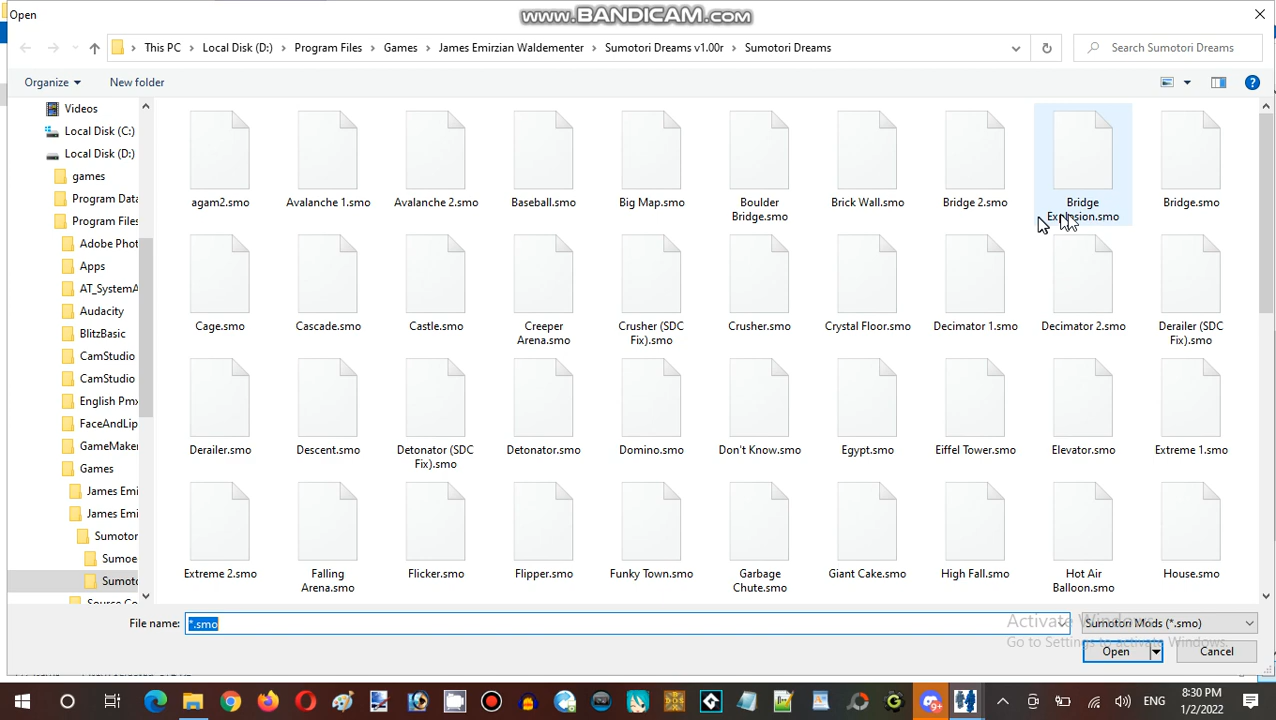 Open
www.BANDICAM.com
This PC > Local Disk (D:) > Program Files > Games > James Emirzian Waldementer > Sumotori Dreams v1.00r > Sumotori Dreams
Search Sumotori Dreams
Organize
New folder
Videos
Local Disk (C:)
Local Disk (D:)
games
Program Data
Program Files
Adobe Phot
Apps
AT_SystemA
Audacity
BlitzBasic
CamStudio
CamStudio
English Pmx
FaceAndLip
GameMaker
Games
James Emi
James Emi
Sumotor
Sumoe
Sumoto
agam2.smo
Avalanche 1.smo
Avalanche 2.smo
Baseball.smo
Big Map.smo
Boulder
Bridge.smo
Brick Wall.smo
Bridge 2.smo
Bridge
Explosion.smo
Bridge.smo
Cage.smo
Cascade.smo
Castle.smo
Creeper
Arena.smo
Crusher (SDC
Fix).smo
Crusher.smo
Crystal Floor.smo
Decimator 1.smo
Decimator 2.smo
Derailer (SDC
Fix).smo
Derailer.smo
Descent.smo
Detonator (SDC
Fix).smo
Detonator.smo
Domino.smo
Don't Know.smo
Egypt.smo
Eiffel Tower.smo
Elevator.smo
Extreme 1.smo
Extreme 2.smo
Falling
Arena.smo
Flicker.smo
Flipper.smo
Funky Town.smo
Garbage
Chute.smo
Giant Cake.smo
High Fall.smo
Hot Air
Balloon.smo
House.smo
File name:
*.smo
Sumotori Mods (*.smo)
Activate Windows
Go to Settings to activate Windows.
Open
Cancel
ENG
8:30 PM
1/2/2022